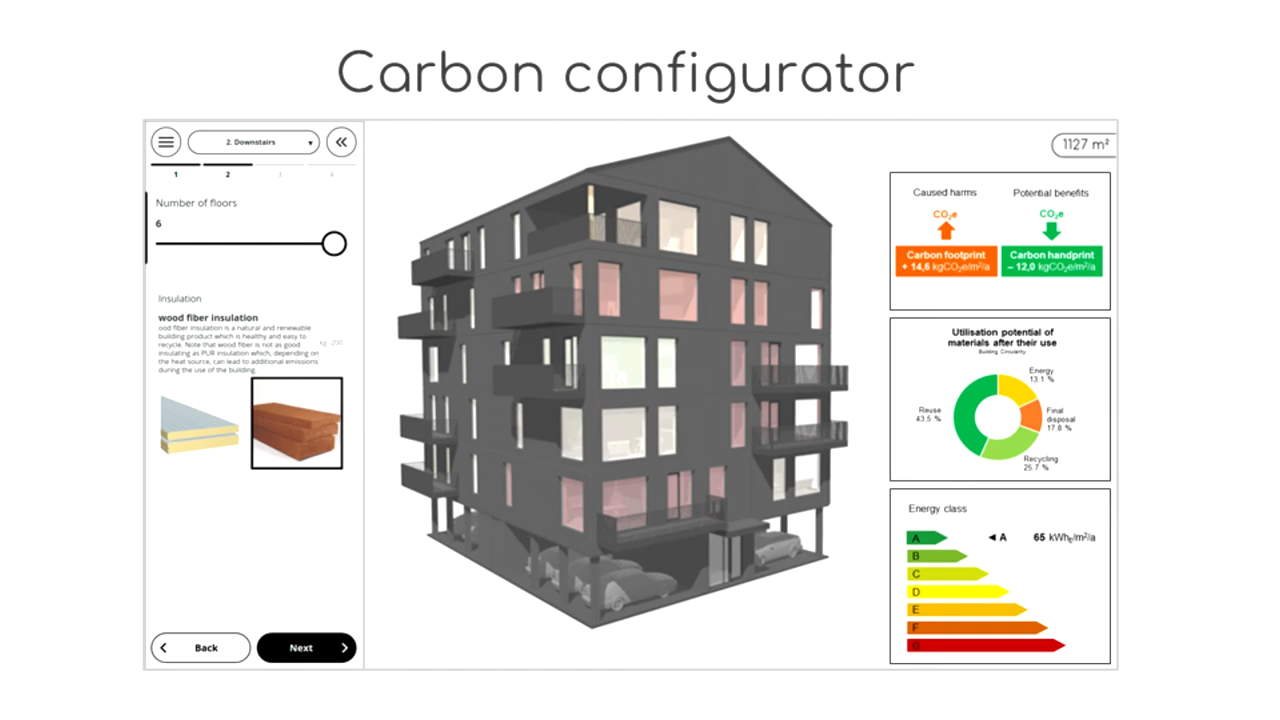 Carbon configurator
2. Downstairs
1 2 3 4
Number of floors
6
Insulation
wood fiber insulation
ood fiber insulation is a natural and renewable
building product which is healthy and easy to
recycle. Note that wood fiber is not as good
insulating as PUR insulation which, depending on
the heat source, can lead to additional emissions
during the use of the building.
kg -200
Back
Next
1127 m²
Caused harms
Potential benefits
CO₂e
CO₂e
Carbon footprint
+ 14,6 kgCO₂e/m²/a
Carbon handprint
– 12,0 kgCO₂e/m²/a
Utilisation potential of
materials after their use
Building Circularity
Energy
13.1 %
Reuse
43.5 %
Final
disposal
17.8 %
Recycling
25.7 %
Energy class
A
◄ A 65 kWhE/m²/a
B
C
D
E
F
G